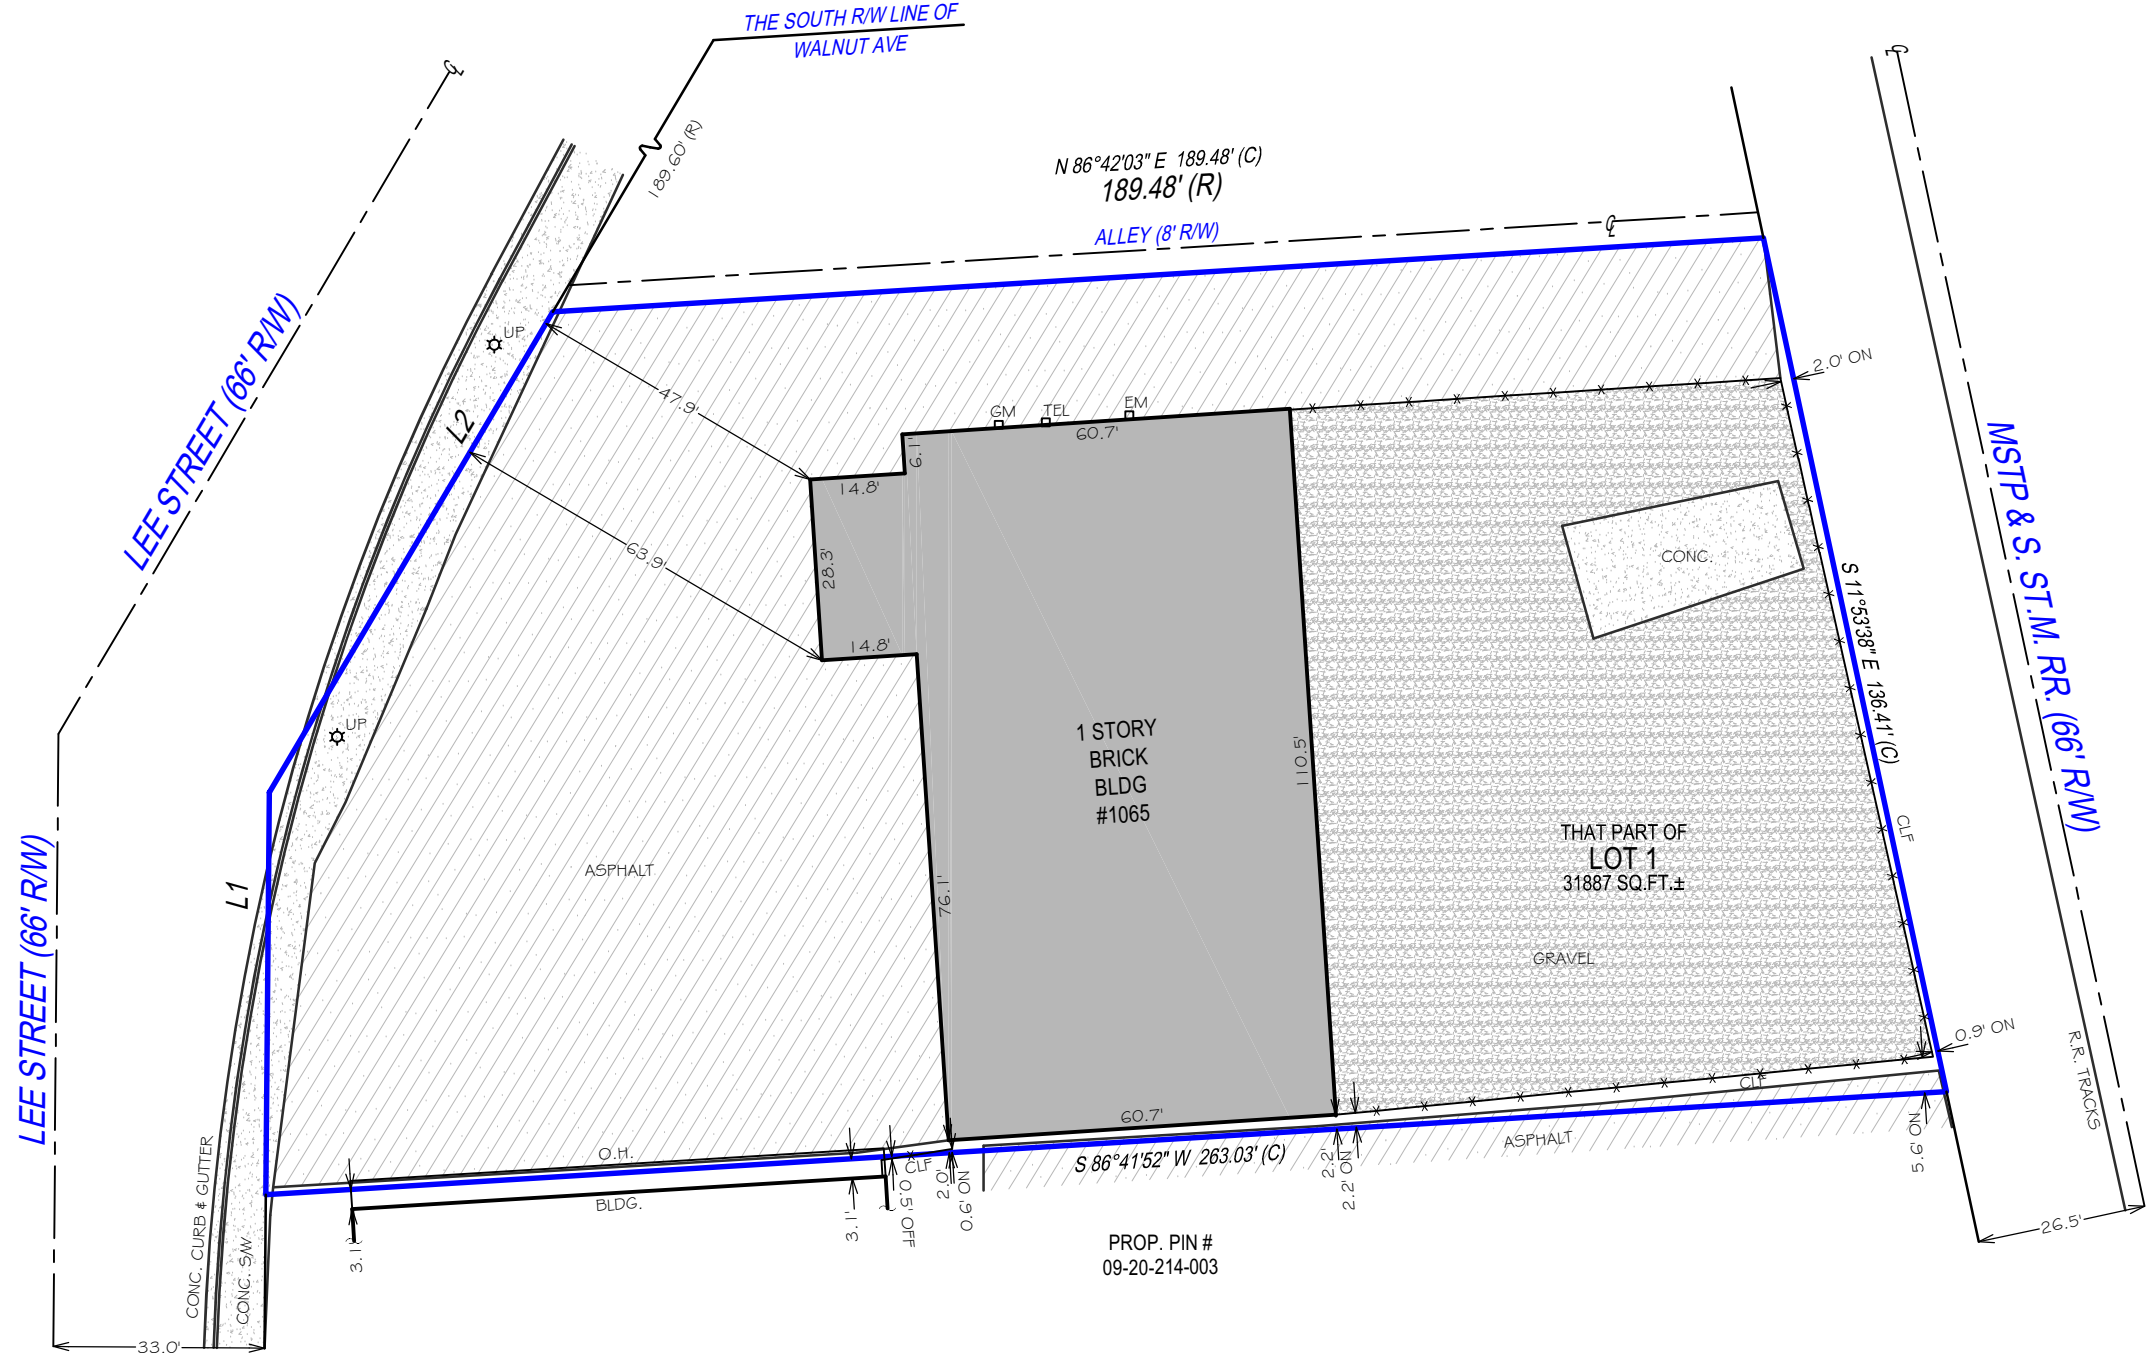 THE SOUTH R/W LINE OF
WALNUT AVE
189.60' (R)
N 86°42'03" E 189.48' (C)
189.48' (R)
ALLEY (8' R/W)
LEE STREET (66' R/W)
L2
UP
UP
47.9'
63.9'
2.0' ON
GM
TEL
EM
60.7'
6.1'
14.8'
28.3'
14.8'
CONC.
MSTP & S. ST.M. RR. (66' R/W)
S 11°53'38" E 136.41' (C)
1 STORY
BRICK
BLDG
#1065
110.5'
76.1'
THAT PART OF
LOT 1
31887 SQ.FT.±
CLF
ASPHALT
L1
LEE STREET (66' R/W)
GRAVEL
0.9' ON
R.R. TRACKS
CLF
60.7'
ASPHALT
O.H.
CLF
S 86°41'52" W 263.03' (C)
BLDG.
3.1'
3.1'
0.5' OFF
2.0'
0.6' ON
2.2'
2.2' ON
5.6' ON
CONC. CURB & GUTTER
CONC. S/W
26.5'
PROP. PIN #
09-20-214-003
33.0'